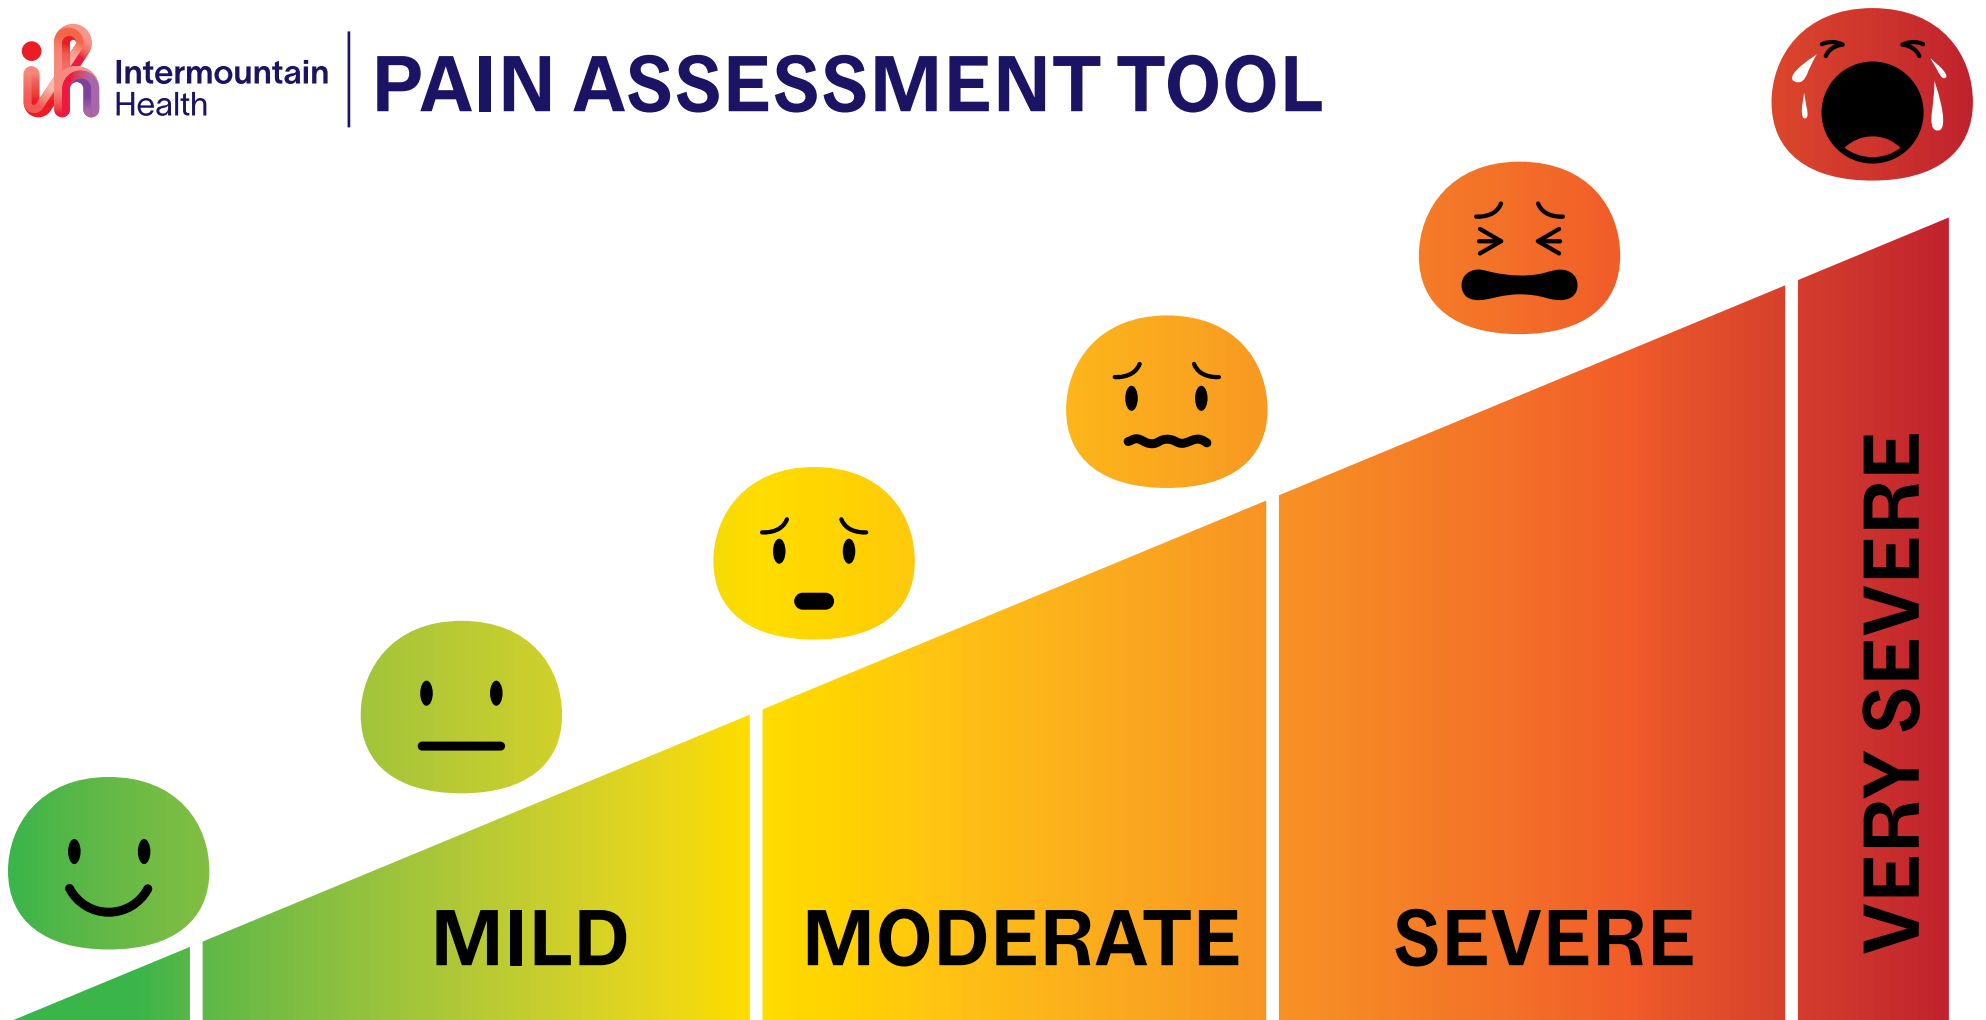 Intermountain
Health
PAIN ASSESSMENT TOOL
MILD
MODERATE
SEVERE
VERY SEVERE